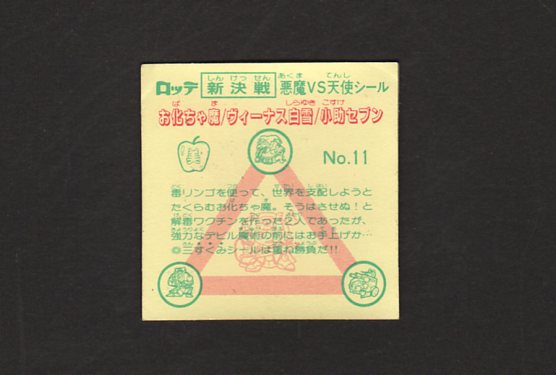 ロッテ 新決戦 悪魔VS天使シール
お化ちゃ魔/ヴィーナス白雪/小助セブン
No.11
毒リンゴを使って、世界を支配しようと
たくらむお化ちゃ魔。そうはさせぬ！と
解毒ワクチンを作った2人であったが、
強力なデビル魔術の前にはお手上げか…
◎三すくみシールは重ね勝負だ!!